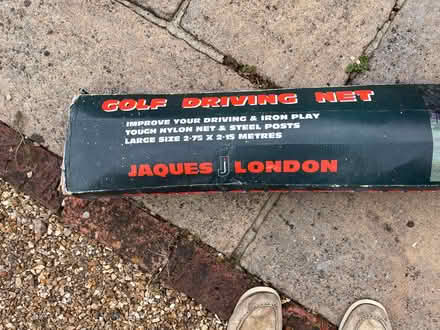 GOLF DRIVING NET
IMPROVE YOUR DRIVING & IRON PLAY
TOUGH NYLON NET & STEEL POSTS
LARGE SIZE 2·75 X 2·15 METRES
JAQUES J LONDON